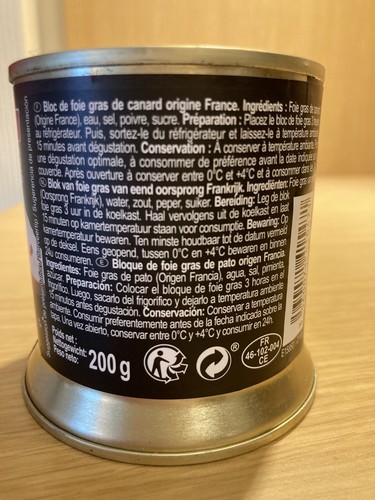 Ⓕ Bloc de foie gras de canard origine France. Ingrédients : Foie gras de canard
(Origine France), eau, sel, poivre, sucre. Préparation : Placez le bloc de foie gras 3 heures
au réfrigérateur. Puis, sortez-le du réfrigérateur et laissez-le à température ambiante
15 minutes avant dégustation. Conservation : A conserver à température ambiante. Pour
une dégustation optimale, à consommer de préférence avant la date indiquée sur
couvercle. Après ouverture à conserver entre 0°C et +4°C et à consommer dans les
Blok van foie gras van eend oorsprong Frankrijk. Ingrediënten: Foie gras van
(Oorsprong Frankrijk), water, zout, peper, suiker. Bereiding: Leg de blok
foie gras 3 uur in de koelkast. Haal vervolgens uit de koelkast en laat
15 minuten op kamertemperatuur staan voor consumptie. Bewaring: Op
kamertemperatuur bewaren. Ten minste houdbaar tot de datum vermeld
op de deksel. Eens geopend, tussen 0°C en +4°C bewaren en binnen
24u consumeren. Ⓔ Bloque de foie gras de pato origen Francia.
Ingredientes: Foie gras de pato (Origen Francia), agua, sal, pimienta,
azúcar. Preparación: Colocar el bloque de foie gras 3 horas en el
frigorífico. Luego, sacarlo del frigorífico y dejarlo a temperatura ambiente
15 minutos antes degustación. Conservación: Conservar a temperatura
ambiente. Consumir preferentemente antes de la fecha indicada sobre la
tapa. Una vez abierto, conservar entre 0°C y +4°C y consumir en 24h.
Poids net :
Nettogewicht:
Peso neto:
200 g
®
FR
46-102-004
CE
Sugerencia de presentación